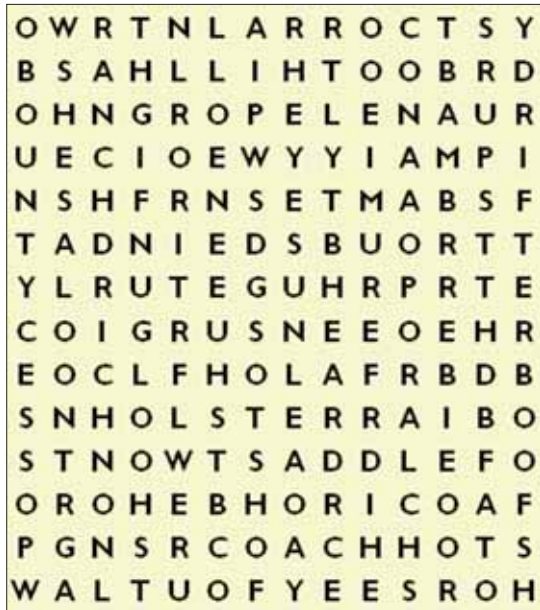 O W R T N L A R R O C T S Y
B S A H L L I H T O O B R D
O H N G R O P E L E N A U R
U E C I O E W Y Y I A M P I
N S H F R N S E T M A B S F
T A D N I E D S B U O R T T
Y L R U T E G U H R P R T E
C O I G R U S N E E O E H R
E O C L F H O L A F R B D B
S N H O L S T E R R A I B O
S T N O W T S A D D L E F O
O R O H E B H O R I C O A F
P G N S R C O A C H H O T S
W A L T U O F Y E E S R O H